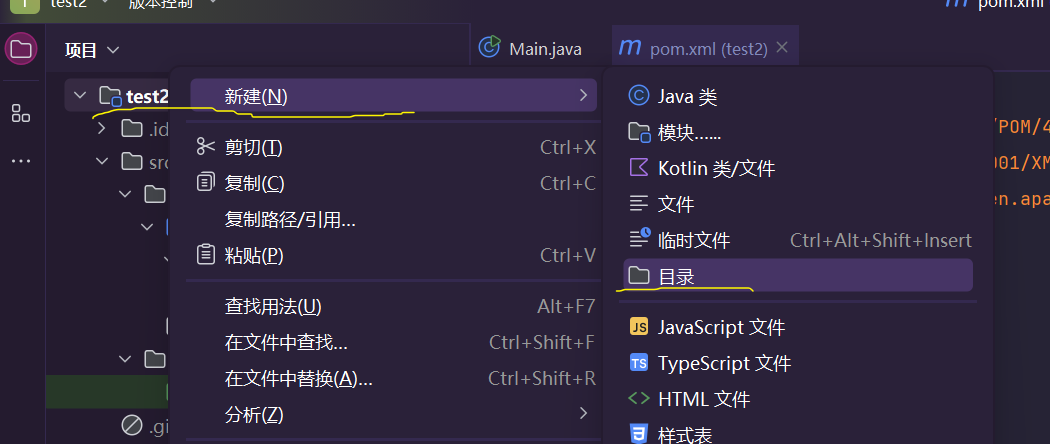 T test2 版本控制 m pom.xml
项目 Main.java m pom.xml (test2)
test2
.id
src
.gi
新建(N)
剪切(T) Ctrl+X
复制(C) Ctrl+C
复制路径/引用...
粘贴(P) Ctrl+V
查找用法(U) Alt+F7
在文件中查找... Ctrl+Shift+F
在文件中替换(A)... Ctrl+Shift+R
分析(Z)
Java 类
模块......
Kotlin 类/文件
文件
临时文件 Ctrl+Alt+Shift+Insert
目录
JS JavaScript 文件
TS TypeScript 文件
HTML 文件
样式表
/POM/4
001/XM
en.apa